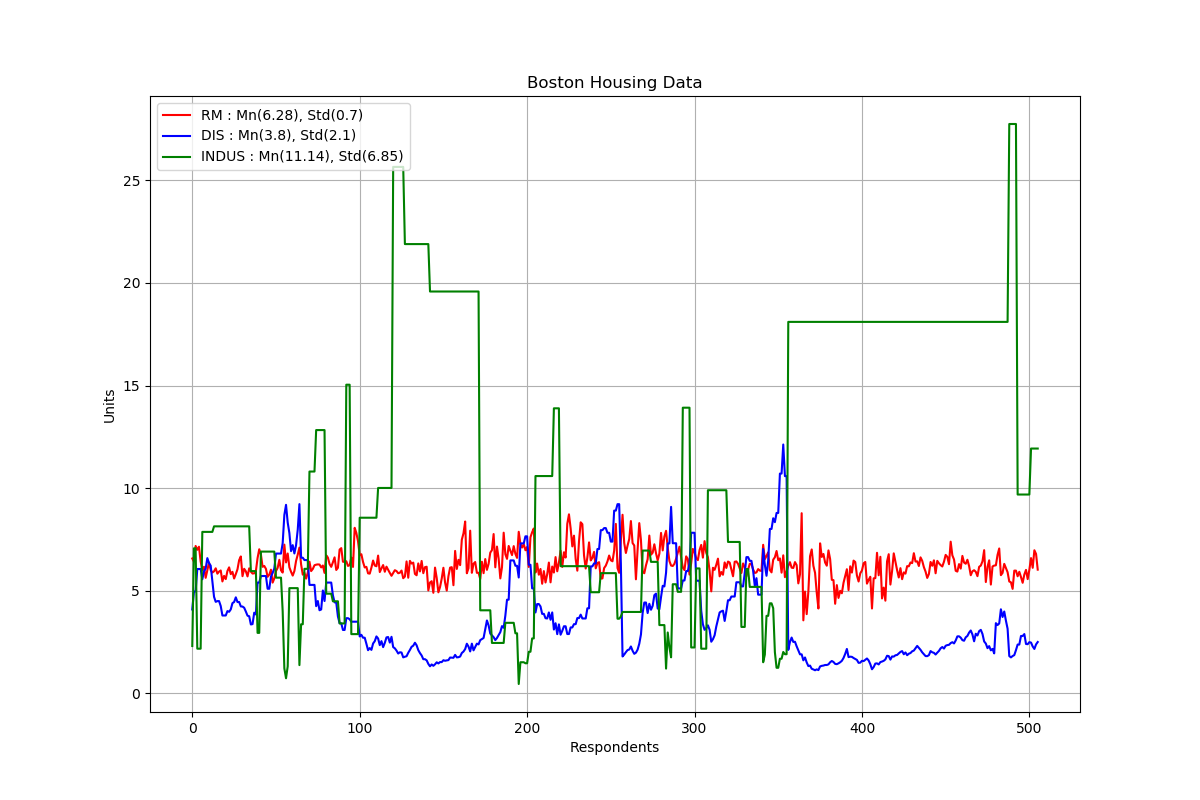 Boston Housing Data
RM : Mn(6.28), Std(0.7)
DIS : Mn(3.8), Std(2.1)
INDUS : Mn(11.14), Std(6.85)
Units
25
20
15
10
5
0
0 100 200 300 400 500
Respondents